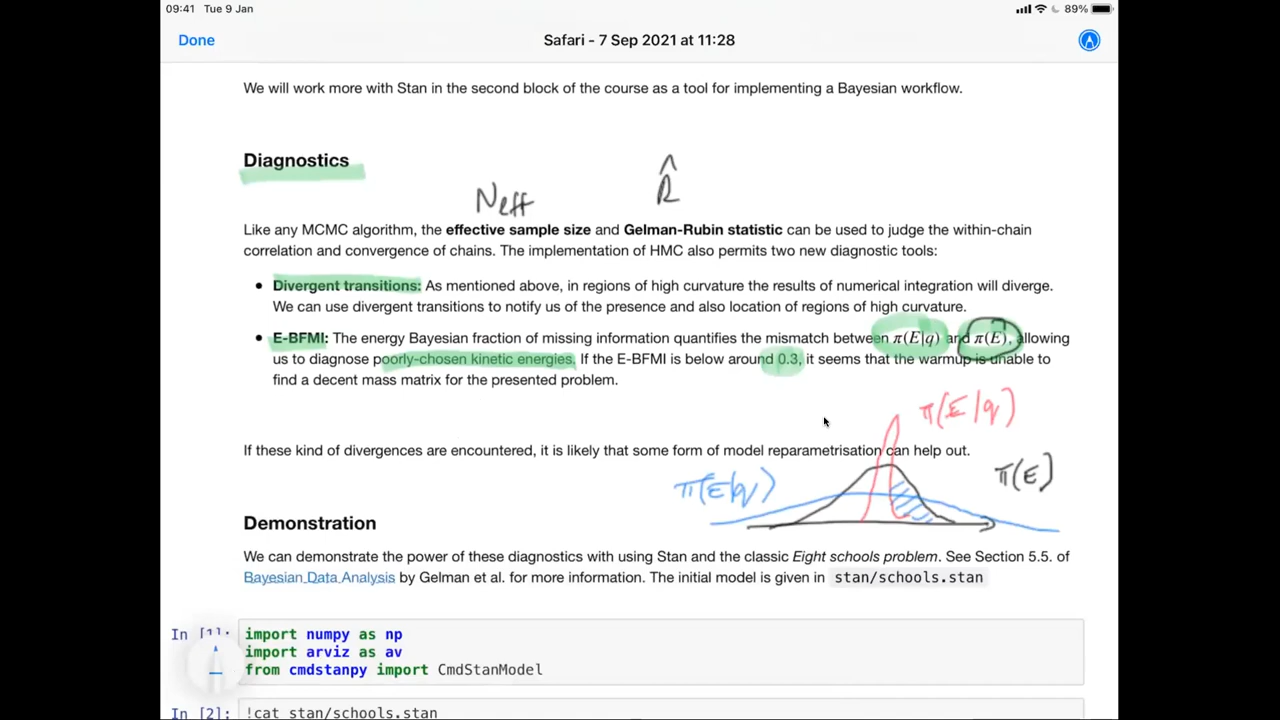 09:41 Tue 9 Jan 89%
Done Safari - 7 Sep 2021 at 11:28
We will work more with Stan in the second block of the course as a tool for implementing a Bayesian workflow.
Diagnostics
Neff R̂
Like any MCMC algorithm, the effective sample size and Gelman-Rubin statistic can be used to judge the within-chain
correlation and convergence of chains. The implementation of HMC also permits two new diagnostic tools:
• Divergent transitions: As mentioned above, in regions of high curvature the results of numerical integration will diverge.
We can use divergent transitions to notify us of the presence and also location of regions of high curvature.
• E-BFMI: The energy Bayesian fraction of missing information quantifies the mismatch between π(E|q) and π(E), allowing
us to diagnose poorly-chosen kinetic energies. If the E-BFMI is below around 0.3, it seems that the warmup is unable to
find a decent mass matrix for the presented problem.
π(E|q)
If these kind of divergences are encountered, it is likely that some form of model reparametrisation can help out.
π(E|q) π(E)
Demonstration
We can demonstrate the power of these diagnostics with using Stan and the classic Eight schools problem. See Section 5.5. of
Bayesian Data Analysis by Gelman et al. for more information. The initial model is given in stan/schools.stan
In [1]: import numpy as np
import arviz as av
from cmdstanpy import CmdStanModel
In [2]: !cat stan/schools.stan